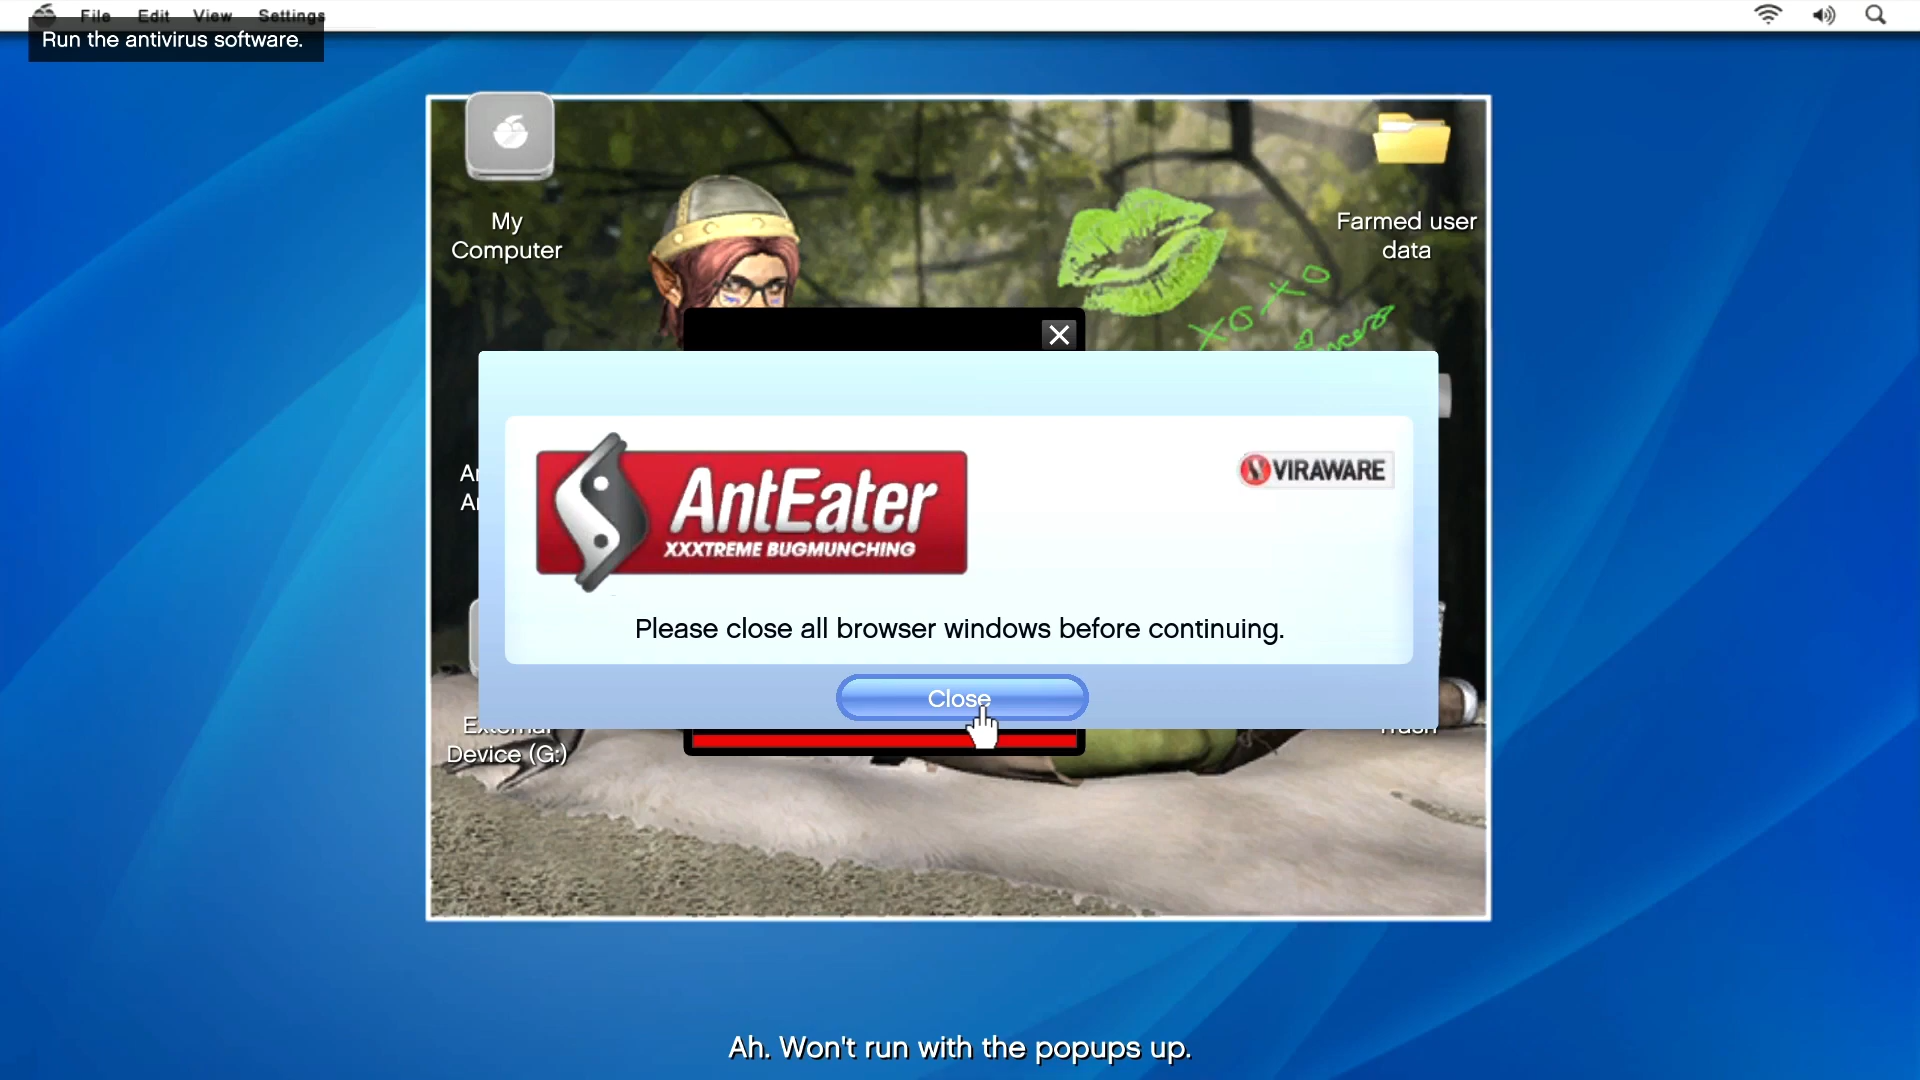 File Edit View Settings
Run the antivirus software.
My
Computer
Farmed user
data
XOXO
AntEater
XXXTREME BUGMUNCHING
VIRAWARE
Please close all browser windows before continuing.
Close
Device (G:)
Ah. Won't run with the popups up.